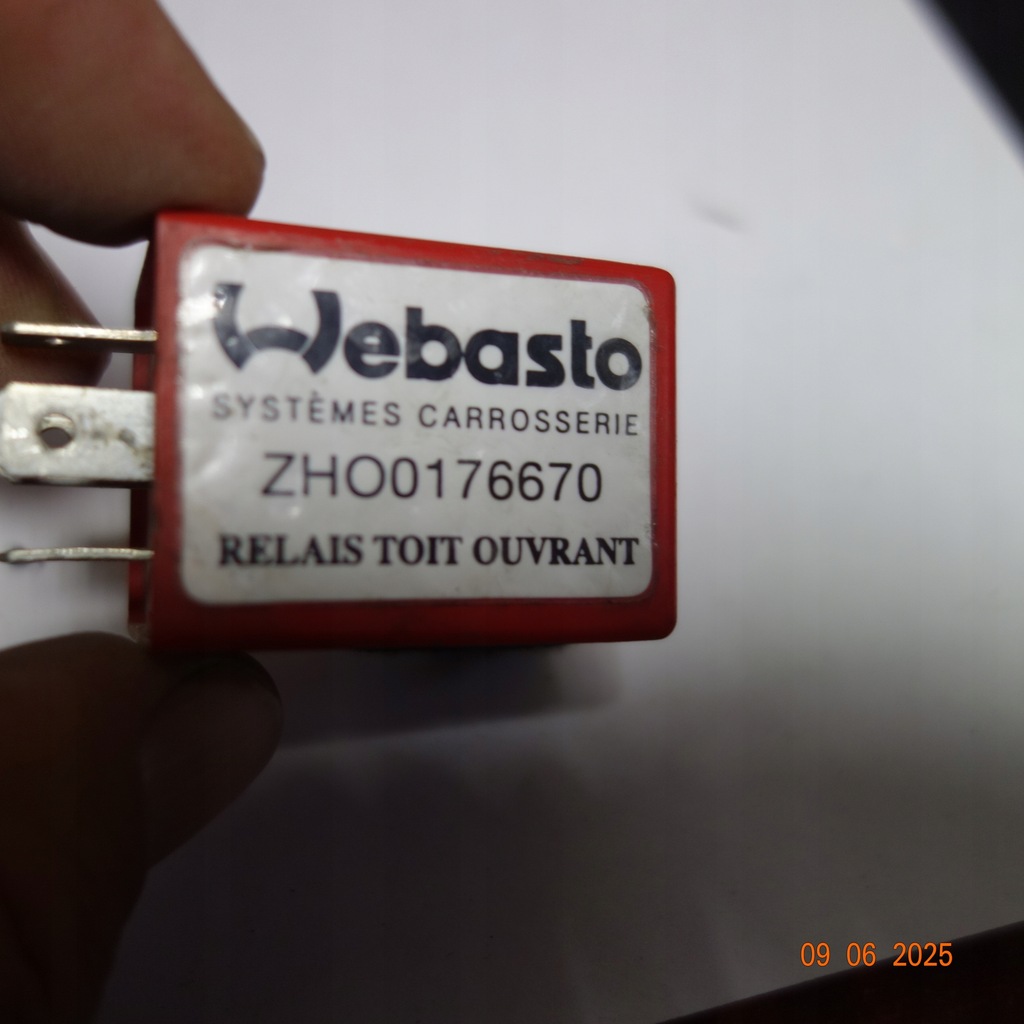 Webasto
SYSTÈMES CARROSSERIE
ZHO0176670
RELAIS TOIT OUVRANT
09 06 2025